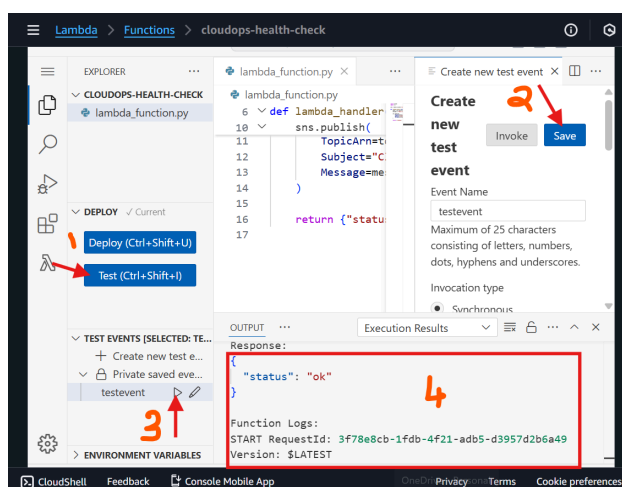 Lambda > Functions > cloudops-health-check
EXPLORER
CLOUDOPS-HEALTH-CHECK
lambda_function.py
DEPLOY ✓ Current
1
Deploy (Ctrl+Shift+U)
Test (Ctrl+Shift+I)
TEST EVENTS [SELECTED: TE...
+ Create new test e...
Private saved eve...
testevent
3
ENVIRONMENT VARIABLES
lambda_function.py
lambda_function.py
6 def lambda_handler
10 sns.publish(
11 TopicArn=t
12 Subject="C
13 Message=me
14 )
15
16 return {"statu
17
Create new test event
2
Create
new
test
event
Invoke
Save
Event Name
testevent
Maximum of 25 characters
consisting of letters, numbers,
dots, hyphens and underscores.
Invocation type
Synchronous
OUTPUT
Execution Results
Response:
{
"status": "ok"
}
4
Function Logs:
START RequestId: 3f78e8cb-1fdb-4f21-adb5-d3957d2b6a49
Version: $LATEST
CloudShell Feedback Console Mobile App Privacy Terms Cookie preferences